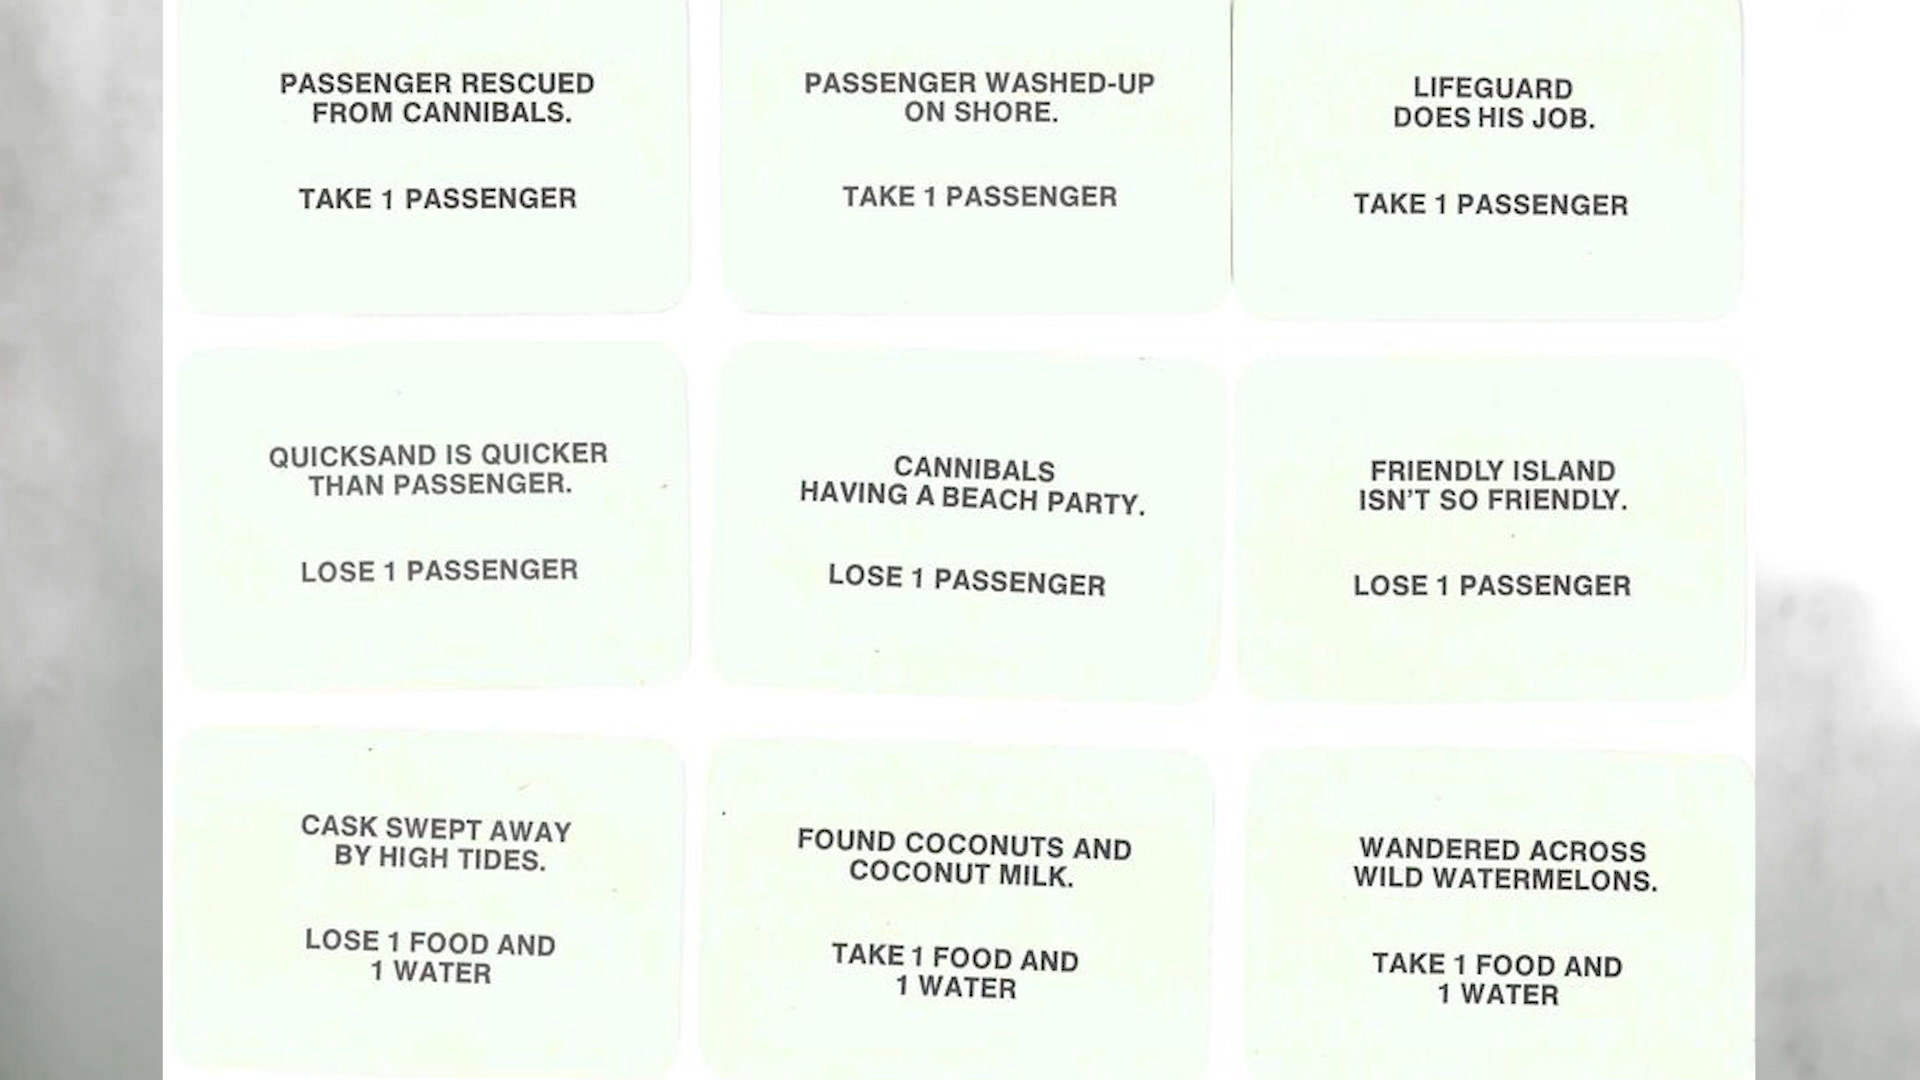 PASSENGER RESCUED
FROM CANNIBALS.
TAKE 1 PASSENGER
PASSENGER WASHED-UP
ON SHORE.
TAKE 1 PASSENGER
LIFEGUARD
DOES HIS JOB.
TAKE 1 PASSENGER
QUICKSAND IS QUICKER
THAN PASSENGER.
LOSE 1 PASSENGER
CANNIBALS
HAVING A BEACH PARTY.
LOSE 1 PASSENGER
FRIENDLY ISLAND
ISN'T SO FRIENDLY.
LOSE 1 PASSENGER
CASK SWEPT AWAY
BY HIGH TIDES.
LOSE 1 FOOD AND
1 WATER
FOUND COCONUTS AND
COCONUT MILK.
TAKE 1 FOOD AND
1 WATER
WANDERED ACROSS
WILD WATERMELONS.
TAKE 1 FOOD AND
1 WATER